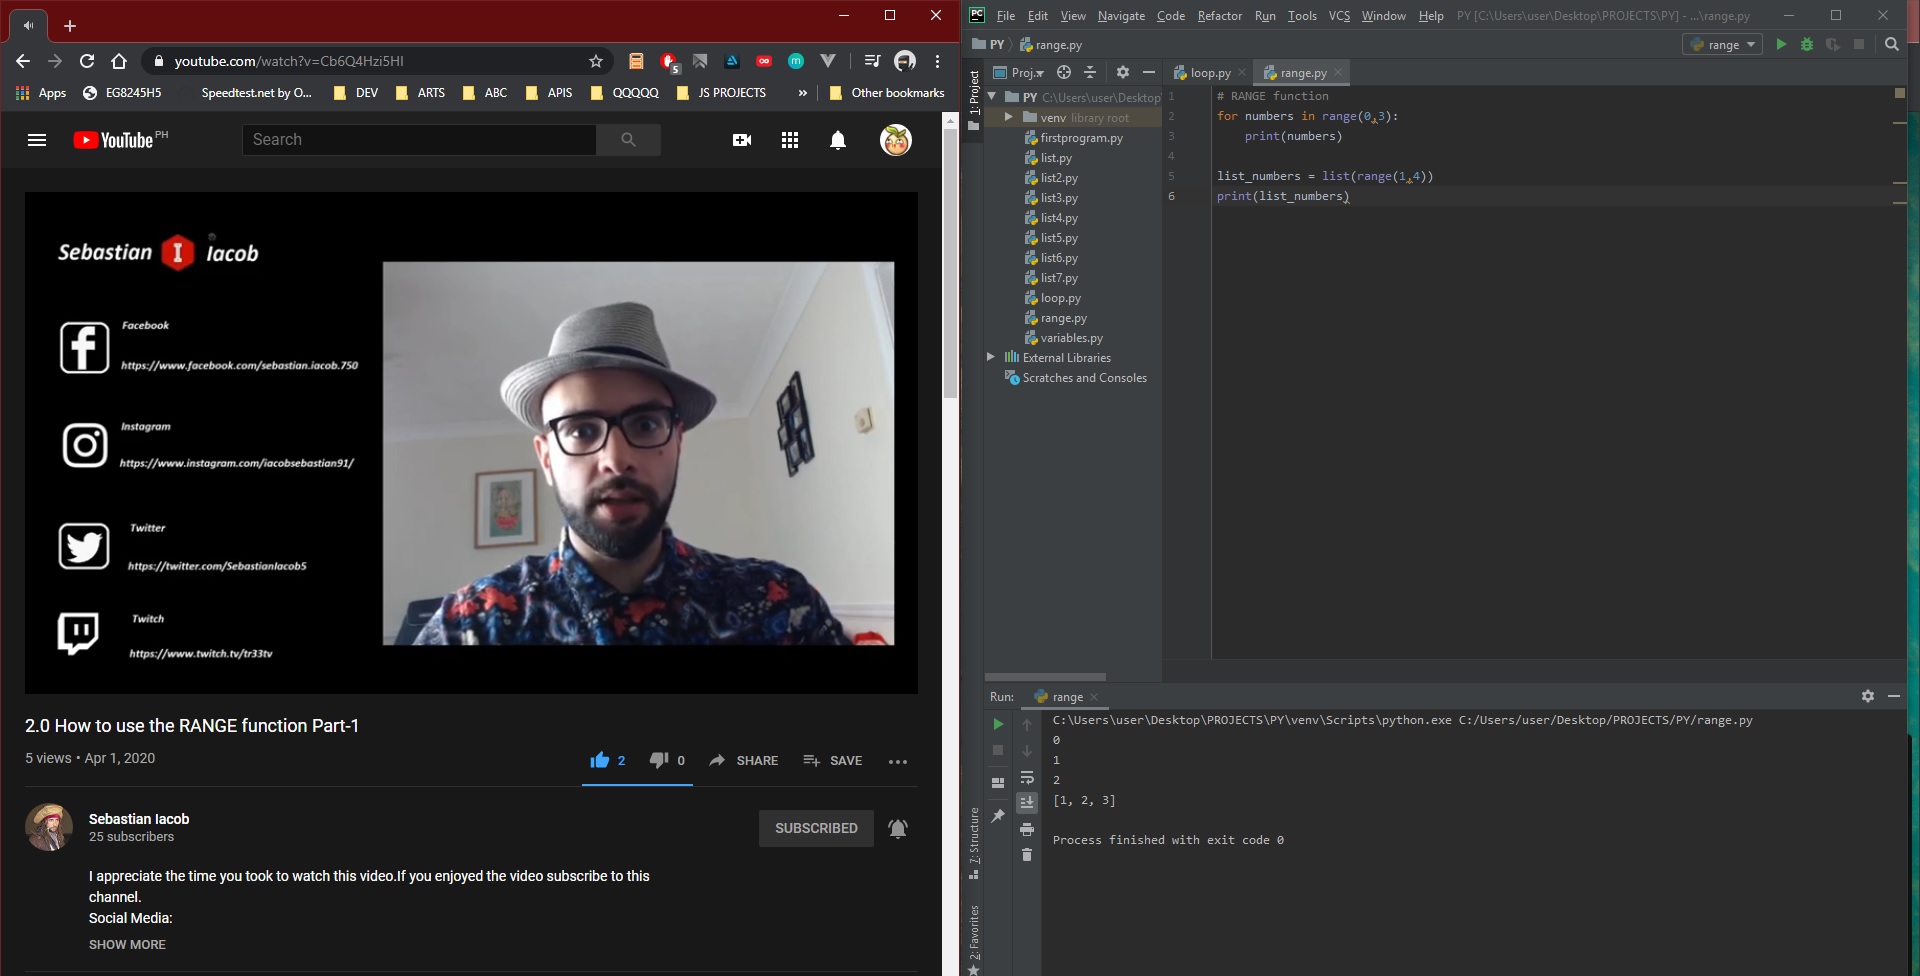 youtube.com/watch?v=Cb6Q4Hzi5HI
5
Apps
EG8245H5
Speedtest.net by O...
DEV
ARTS
ABC
APIS
QQQQQ
JS PROJECTS
»
Other bookmarks
YouTube PH
Search
Sebastian I Iacob
Facebook
https://www.facebook.com/sebastian.iacob.750
Instagram
https://www.instagram.com/iacobsebastian91/
Twitter
https://twitter.com/SebastianIacob5
Twitch
https://www.twitch.tv/tr33tv
2.0 How to use the RANGE function Part-1
5 views • Apr 1, 2020
2
0
SHARE
SAVE
Sebastian Iacob
25 subscribers
SUBSCRIBED
I appreciate the time you took to watch this video.If you enjoyed the video subscribe to this
channel.
Social Media:
SHOW MORE
PC
File Edit View Navigate Code Refactor Run Tools VCS Window Help PY [C:\Users\user\Desktop\PROJECTS\PY] - ...\range.py
PY
range.py
range
1: Project
Proj.
loop.py
range.py
PY C:\Users\user\Desktop
venv library root
firstprogram.py
list.py
list2.py
list3.py
list4.py
list5.py
list6.py
list7.py
loop.py
range.py
variables.py
External Libraries
Scratches and Consoles
1 # RANGE function
2 for numbers in range(0,3):
3 print(numbers)
4
5 list_numbers = list(range(1,4))
6 print(list_numbers)
Run:
range
C:\Users\user\Desktop\PROJECTS\PY\venv\Scripts\python.exe C:/Users/user/Desktop/PROJECTS/PY/range.py
0
1
2
[1, 2, 3]
Process finished with exit code 0
7: Structure
2: Favorites